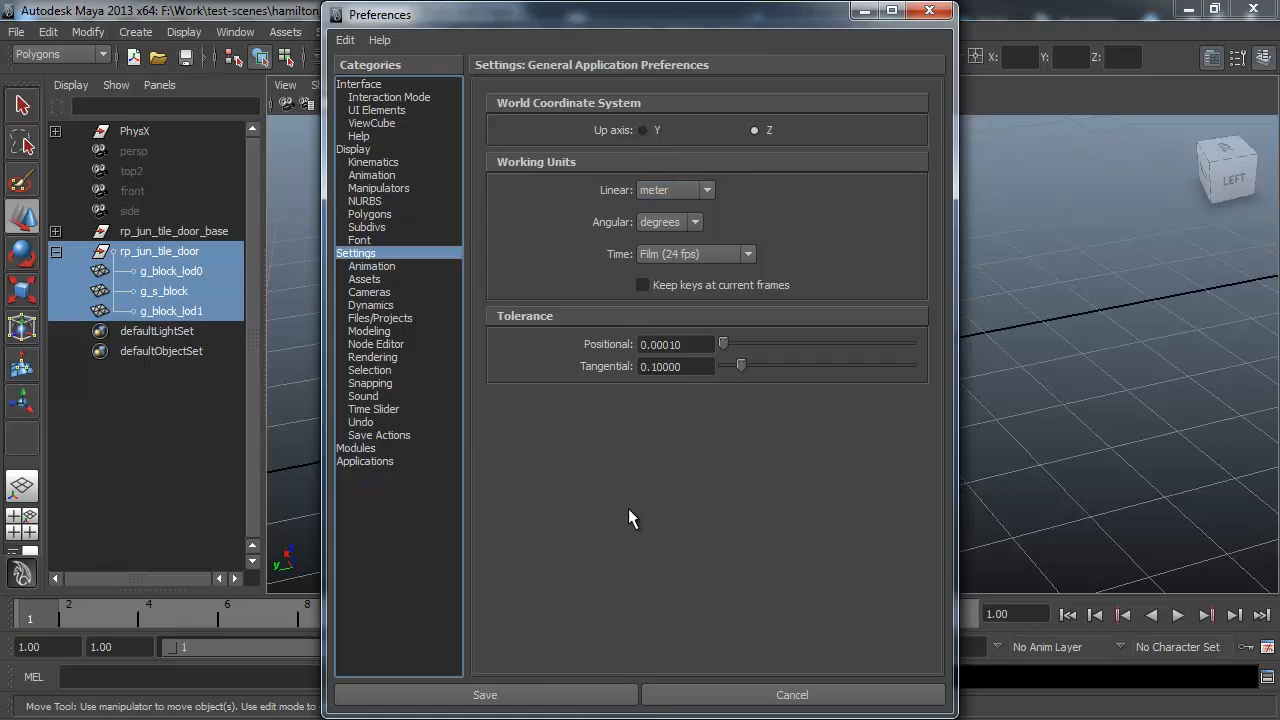 Autodesk Maya 2013 x64: F:\Work\test-scenes\hamilton
Preferences
File Edit Modify Create Display Window Assets
Edit Help
Polygons
X: Y: Z:
Categories
Settings: General Application Preferences
Display Show Panels
View
Interface
Interaction Mode
UI Elements
ViewCube
Help
Display
Kinematics
Animation
Manipulators
NURBS
Polygons
Subdivs
Font
Settings
Animation
Assets
Cameras
Dynamics
Files/Projects
Modeling
Node Editor
Rendering
Selection
Snapping
Sound
Time Slider
Undo
Save Actions
Modules
Applications
World Coordinate System
Up axis: Y Z
Working Units
Linear: meter
Angular: degrees
Time: Film (24 fps)
Keep keys at current frames
Tolerance
Positional: 0.00010
Tangential: 0.10000
PhysX
persp
top2
front
side
rp_jun_tile_door_base
rp_jun_tile_door
g_block_lod0
g_s_block
g_block_lod1
defaultLightSet
defaultObjectSet
LEFT
x
y
1 2 4 6 8
1.00
1.00 1.00 1
No Anim Layer No Character Set
MEL
Save Cancel
Move Tool: Use manipulator to move object(s). Use edit mode to